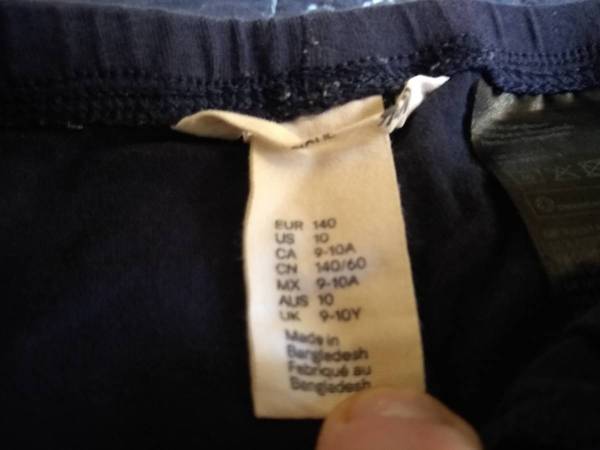 EUR 140
US 10
CA 9-10A
CN 140/60
MX 9-10A
AUS 10
UK 9-10Y
Made in
Bangladesh
Fabriqué au
Bangladesh